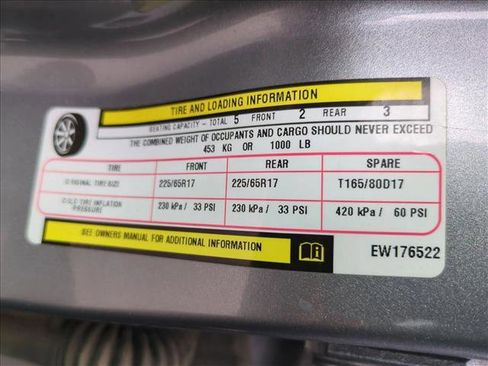 TIRE AND LOADING INFORMATION
SEATING CAPACITY - TOTAL 5 FRONT 2 REAR 3
THE COMBINED WEIGHT OF OCCUPANTS AND CARGO SHOULD NEVER EXCEED
453 KG OR 1000 LB
TIRE FRONT REAR SPARE
ORIGINAL TIRE SIZE 225/65R17 225/65R17 T165/80D17
COLD TIRE INFLATION PRESSURE 230 kPa / 33 PSI 230 kPa / 33 PSI 420 kPa / 60 PSI
SEE OWNERS MANUAL FOR ADDITIONAL INFORMATION
EW176522